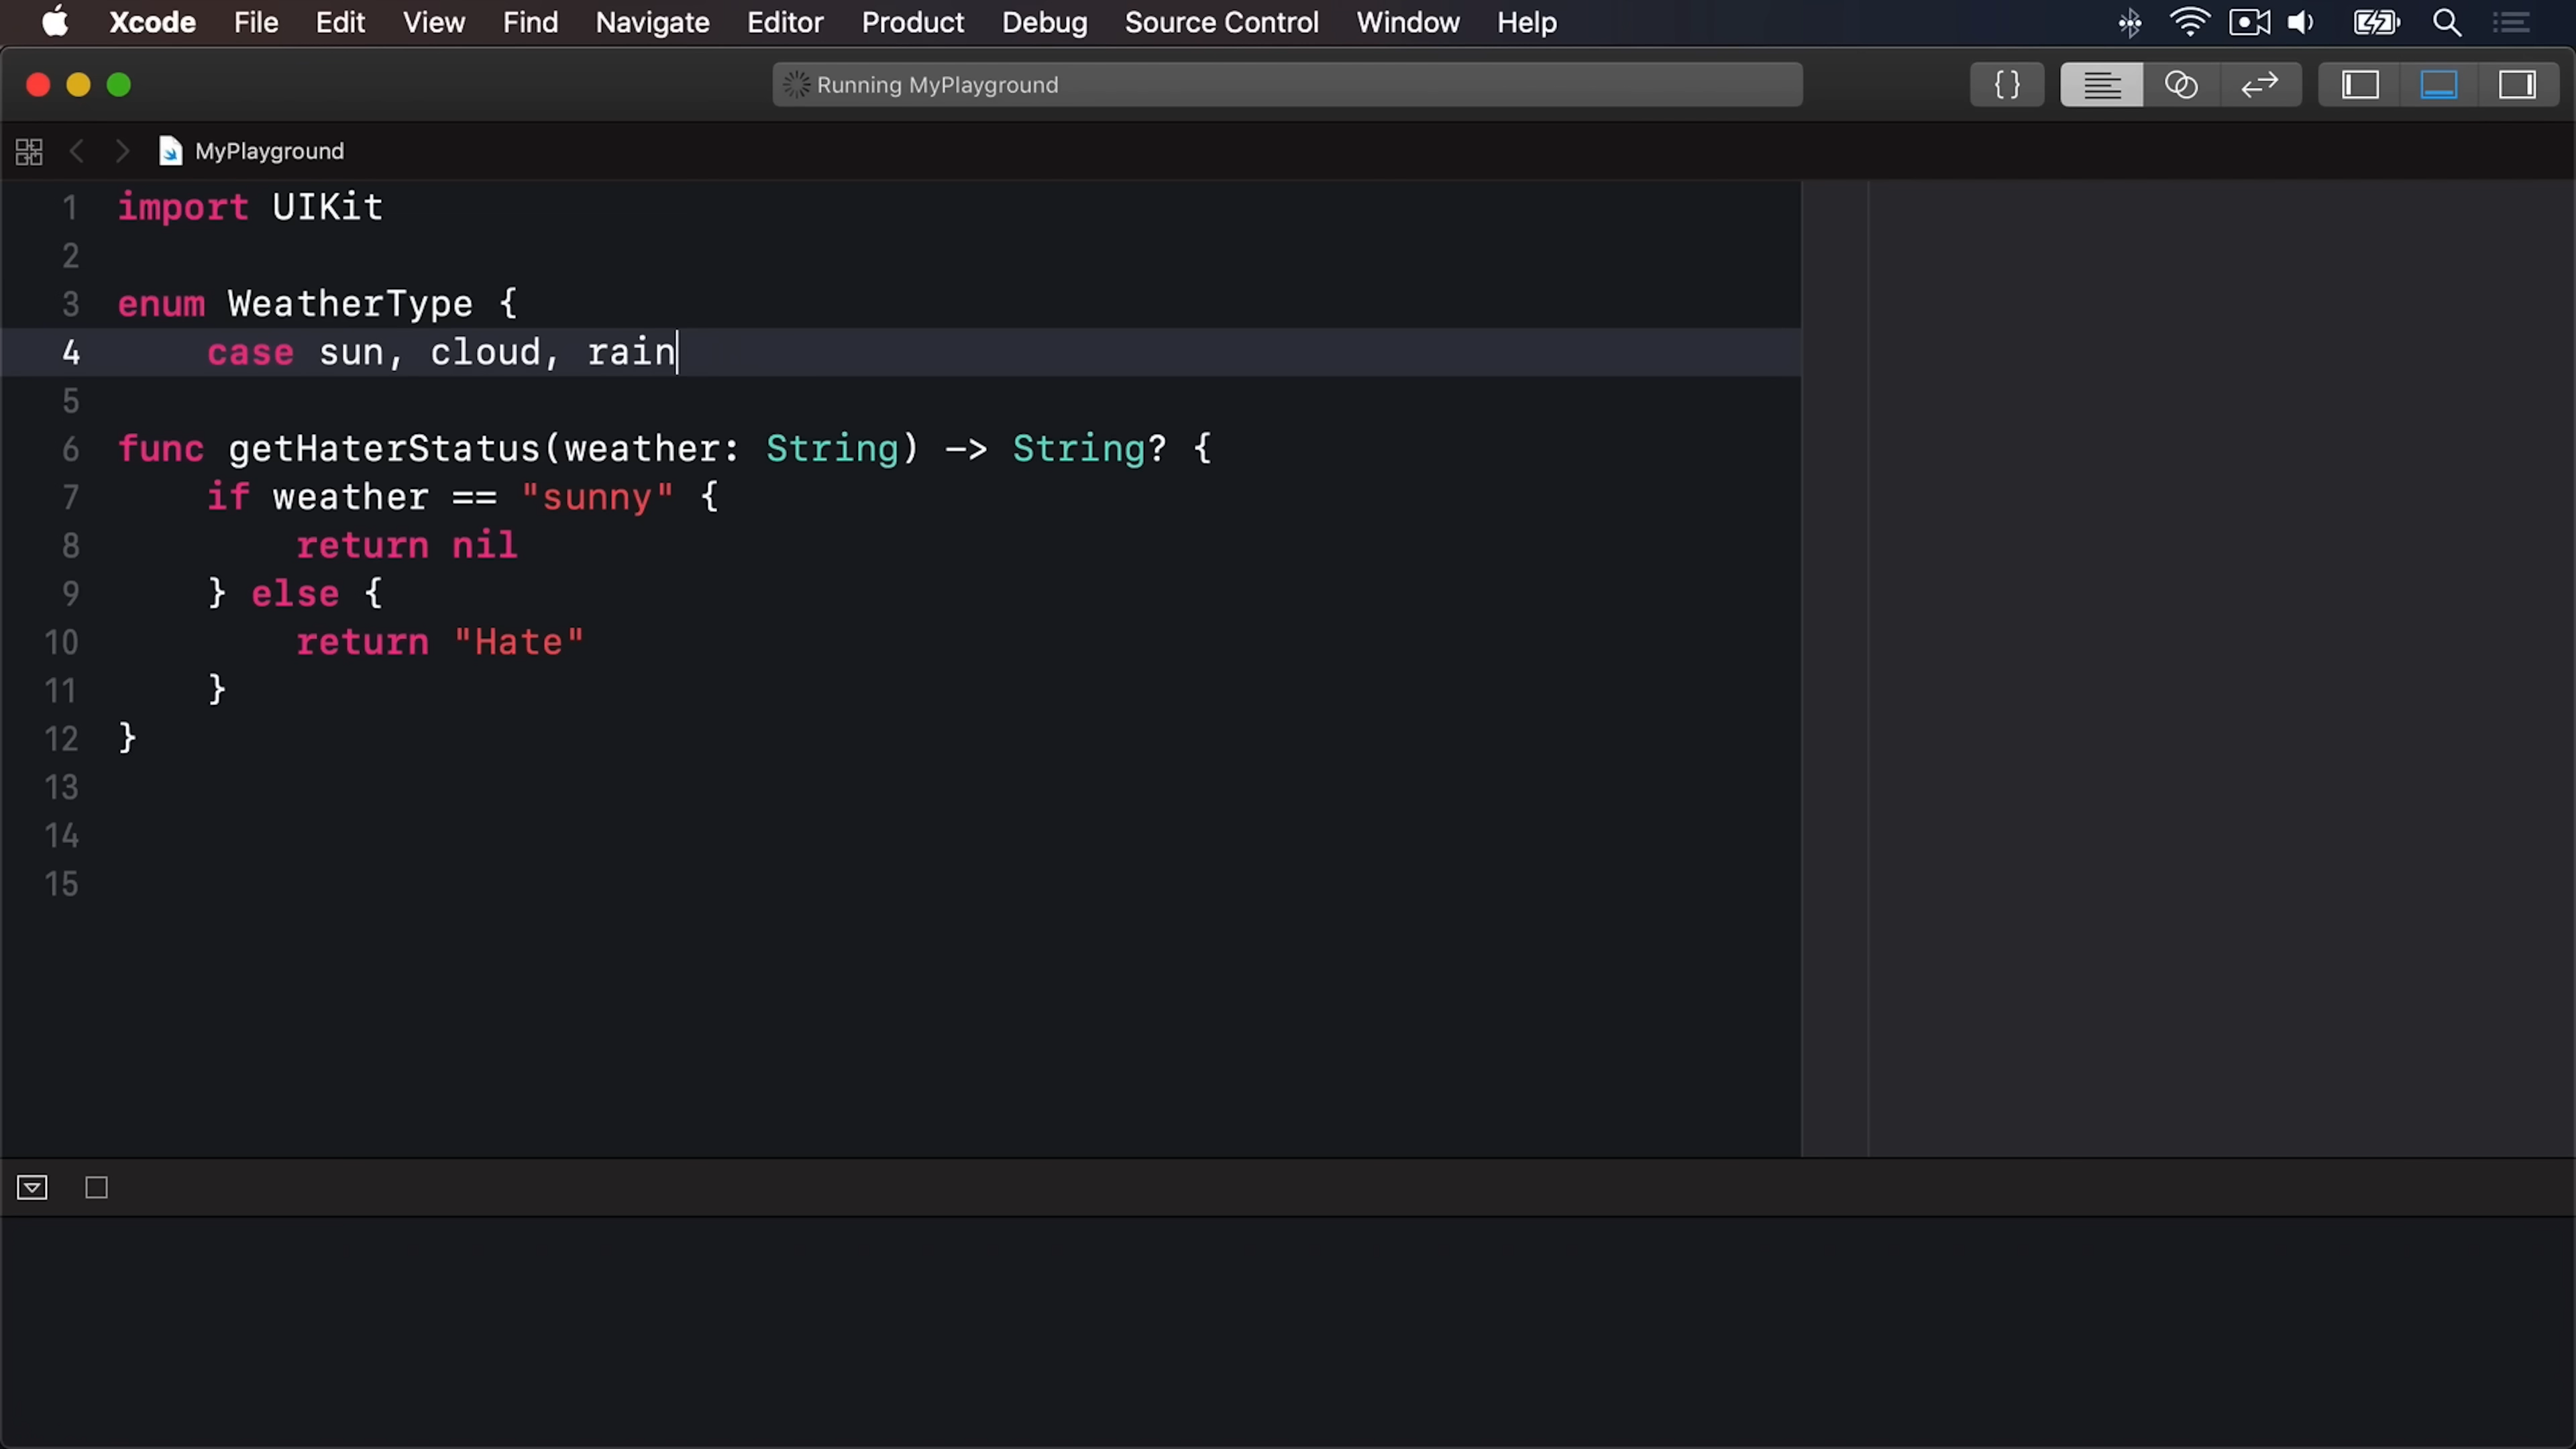 Xcode File Edit View Find Navigate Editor Product Debug Source Control Window Help
Running MyPlayground
{ }
MyPlayground
1 import UIKit
2
3 enum WeatherType {
4     case sun, cloud, rain
5
6 func getHaterStatus(weather: String) -> String? {
7     if weather == "sunny" {
8         return nil
9     } else {
10         return "Hate"
11     }
12 }
13
14
15